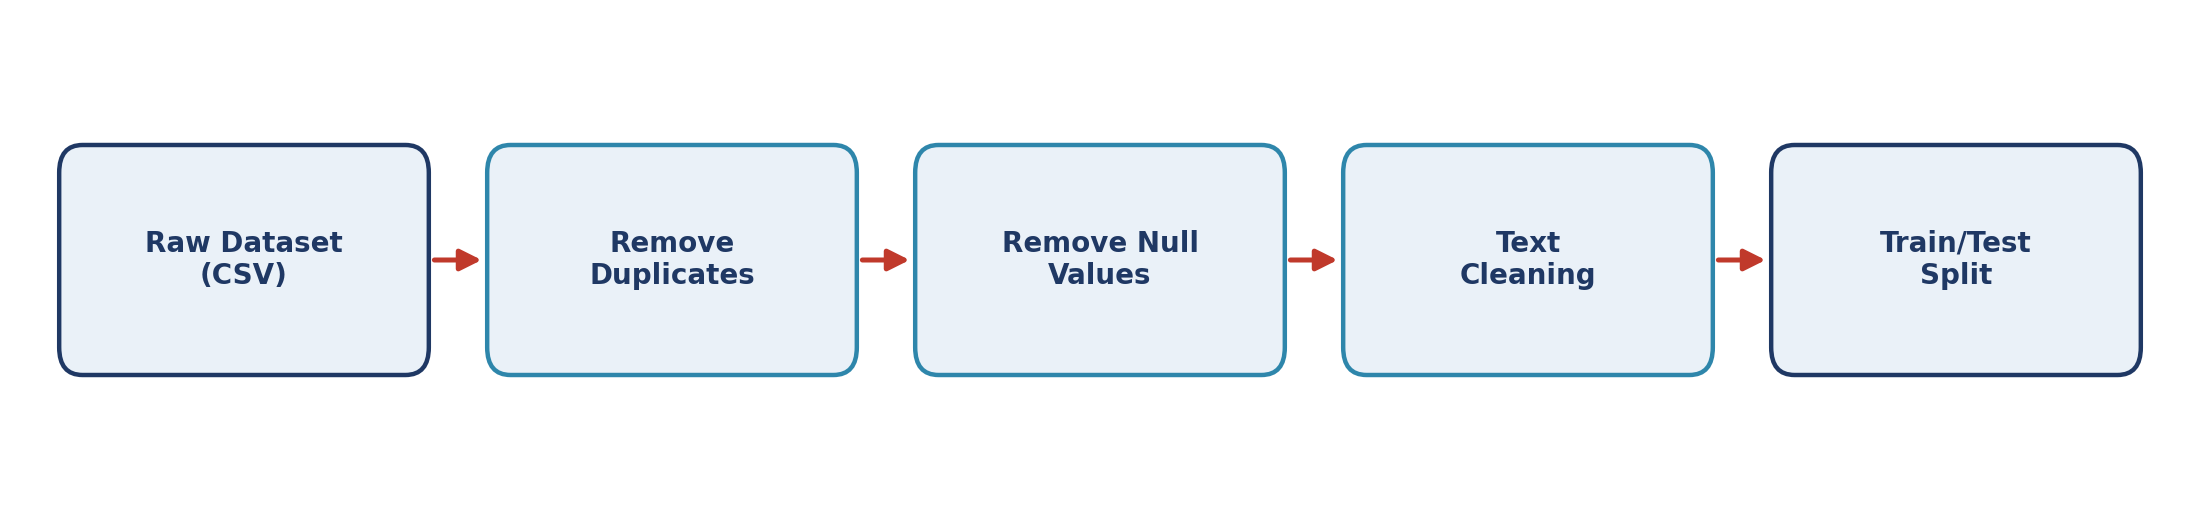 Raw Dataset
(CSV)
Remove
Duplicates
Remove Null
Values
Text
Cleaning
Train/Test
Split